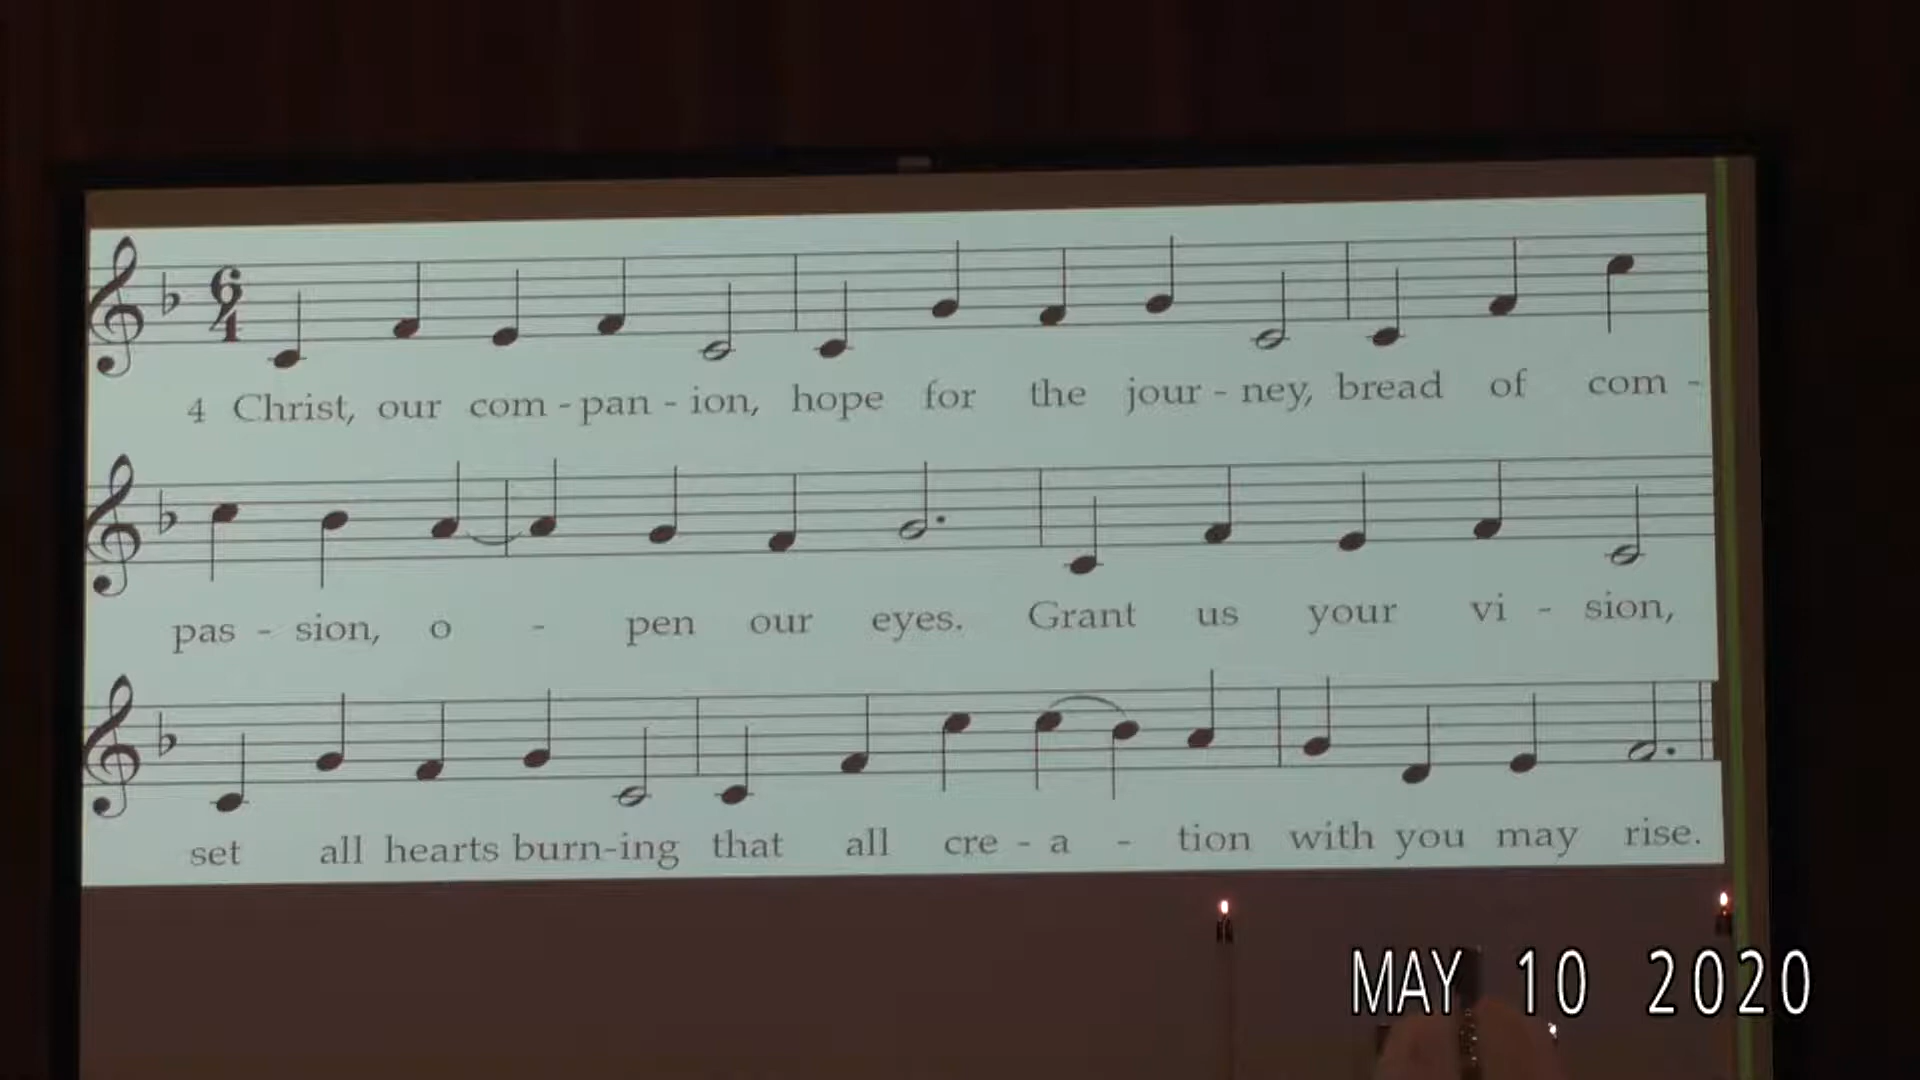 6
4
4 Christ, our com - pan - ion, hope for the jour - ney, bread of com -
pas - sion, o - pen our eyes. Grant us your vi - sion,
set all hearts burn-ing that all cre - a - tion with you may rise.
MAY 10 2020